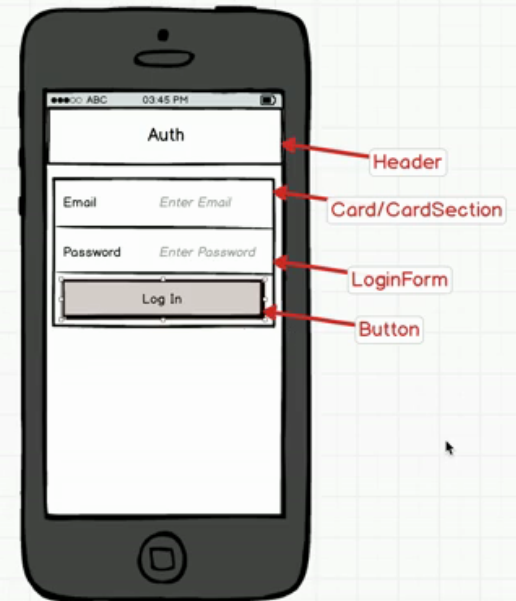 ABC 03:45 PM
Auth
Header
Email Enter Email
Card/CardSection
Password Enter Password
LoginForm
Log In
Button